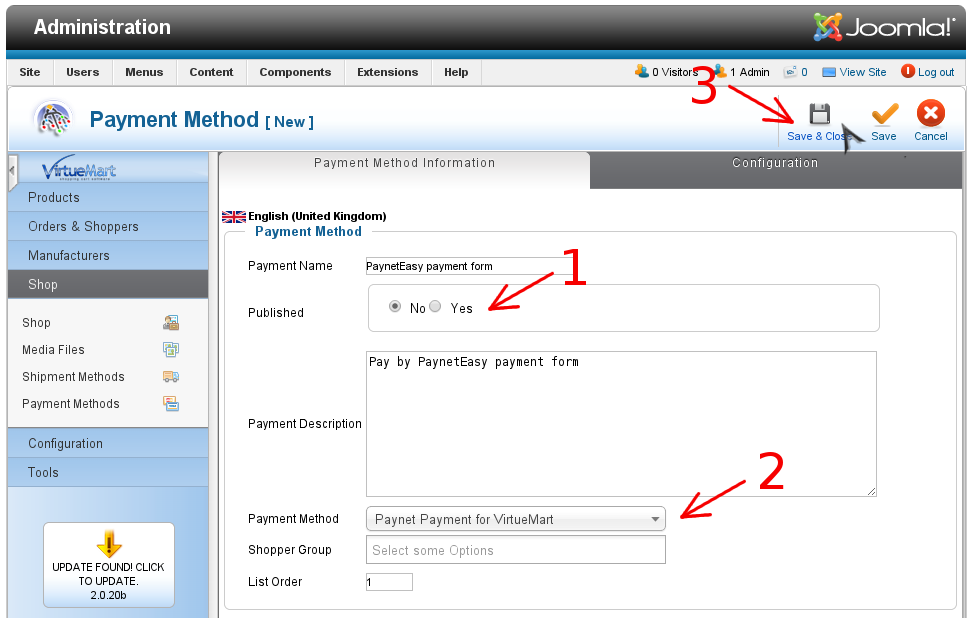 Administration
Joomla!
Site Users Menus Content Components Extensions Help
0 Visitors 1 Admin 0 View Site Log out
3
Payment Method [ New ]
Save & Close Save Cancel
VirtueMart
Products
Orders & Shoppers
Manufacturers
Shop
Shop
Media Files
Shipment Methods
Payment Methods
Configuration
Tools
UPDATE FOUND! CLICK
TO UPDATE.
2.0.20b
Payment Method Information Configuration
English (United Kingdom)
Payment Method
Payment Name PaynetEasy payment form
1
Published No Yes
Payment Description Pay by PaynetEasy payment form
2
Payment Method Paynet Payment for VirtueMart
Shopper Group Select some Options
List Order 1